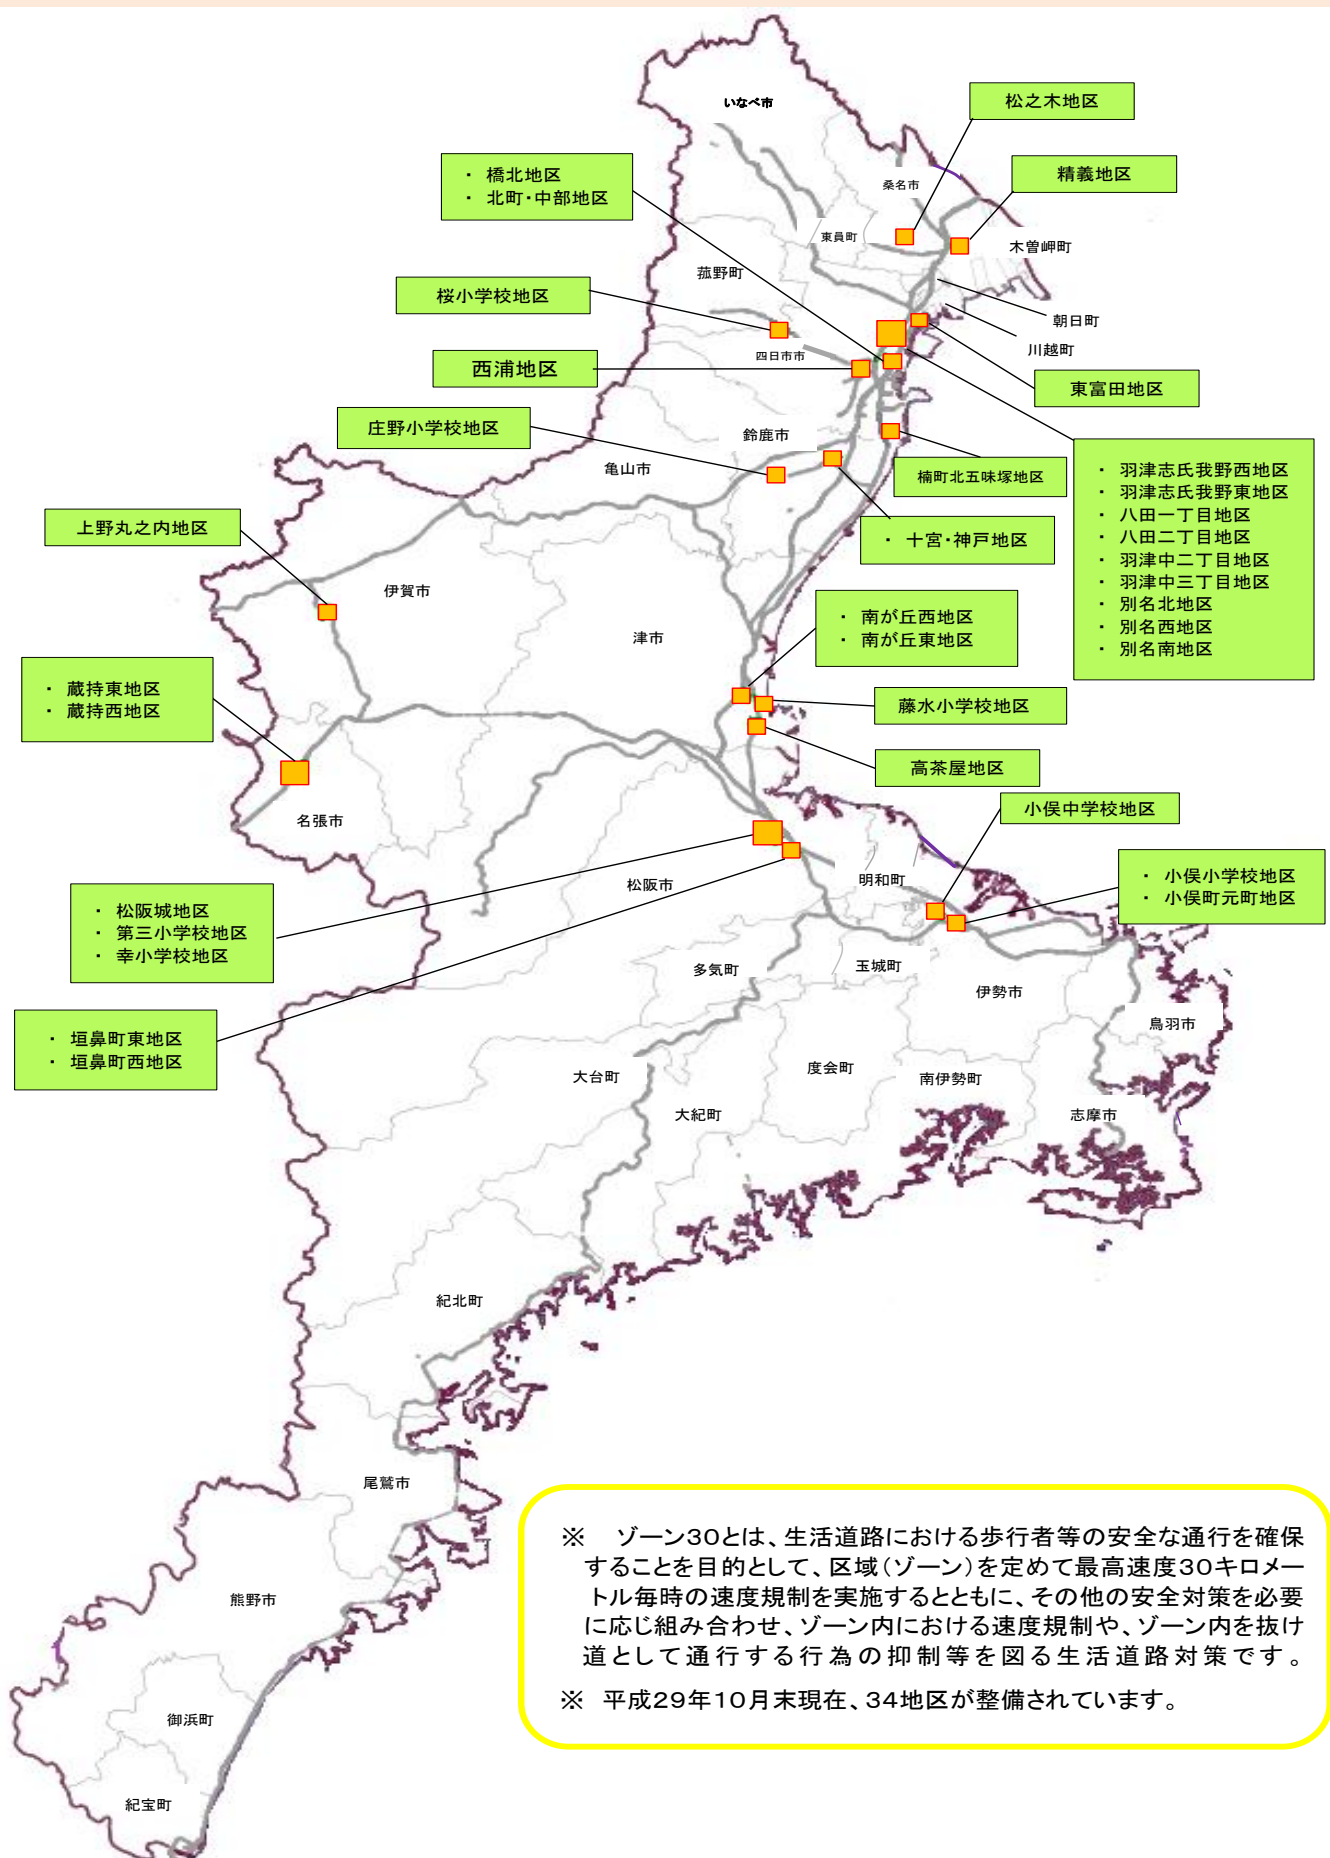 いなべ市
松之木地区
・ 橋北地区
・ 北町・中部地区
精義地区
桑名市
東員町
木曽岬町
菰野町
桜小学校地区
朝日町
川越町
四日市市
西浦地区
東富田地区
庄野小学校地区
鈴鹿市
亀山市
楠町北五味塚地区
・ 羽津志氏我野西地区
・ 羽津志氏我野東地区
・ 八田一丁目地区
・ 八田二丁目地区
・ 羽津中二丁目地区
・ 羽津中三丁目地区
・ 別名北地区
・ 別名西地区
・ 別名南地区
上野丸之内地区
・ 十宮・神戸地区
伊賀市
津市
・ 南が丘西地区
・ 南が丘東地区
・ 蔵持東地区
・ 蔵持西地区
藤水小学校地区
高茶屋地区
小俣中学校地区
名張市
松阪市
明和町
・ 小俣小学校地区
・ 小俣町元町地区
・ 松阪城地区
・ 第三小学校地区
・ 幸小学校地区
多気町
玉城町
伊勢市
鳥羽市
・ 垣鼻町東地区
・ 垣鼻町西地区
大台町
度会町
南伊勢町
大紀町
志摩市
紀北町
尾鷲市
熊野市
御浜町
紀宝町
※ ゾーン30とは、生活道路における歩行者等の安全な通行を確保
することを目的として、区域(ゾーン)を定めて最高速度30キロメー
トル毎時の速度規制を実施するとともに、その他の安全対策を必要
に応じ組み合わせ、ゾーン内における速度規制や、ゾーン内を抜け
道として通行する行為の抑制等を図る生活道路対策です。
※ 平成29年10月末現在、34地区が整備されています。